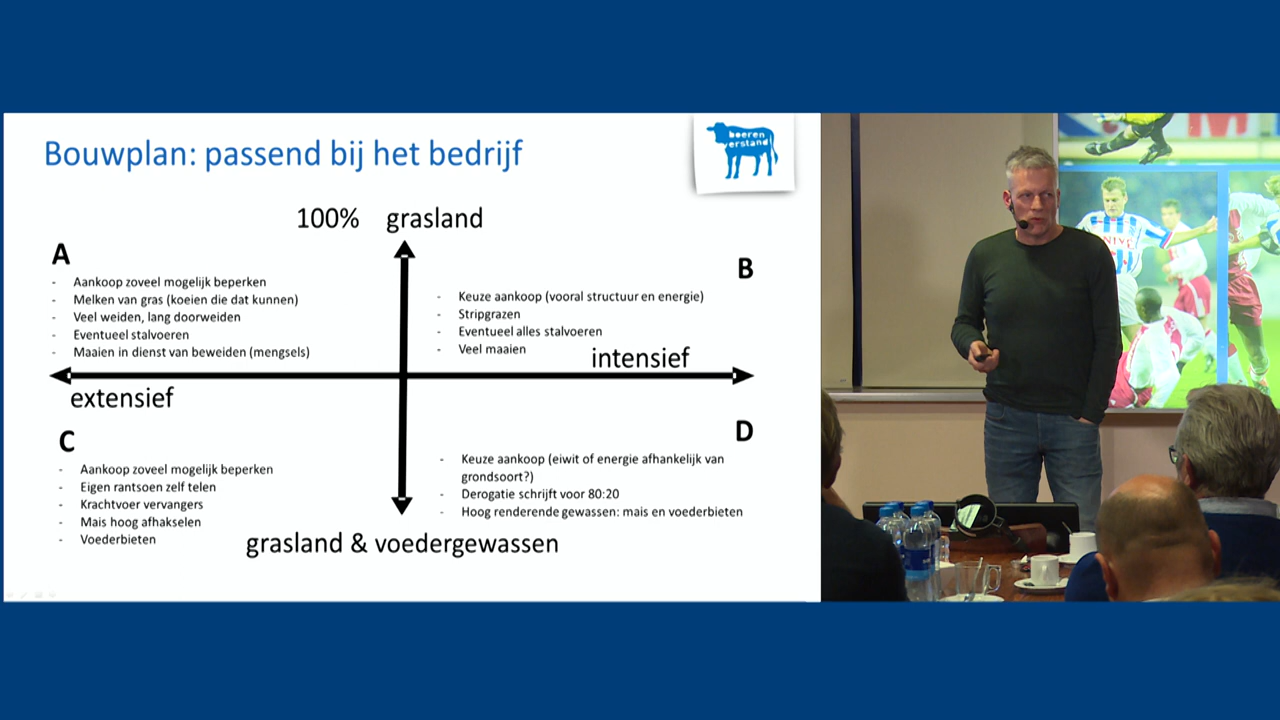 Bouwplan: passend bij het bedrijf
boeren
verstand
100% grasland
A
- Aankoop zoveel mogelijk beperken
- Melken van gras (koeien die dat kunnen)
- Veel weiden, lang doorweiden
- Eventueel stalvoeren
- Maaien in dienst van beweiden (mengsels)
B
- Keuze aankoop (vooral structuur en energie)
- Stripgrazen
- Eventueel alles stalvoeren
- Veel maaien
intensief
extensief
C
- Aankoop zoveel mogelijk beperken
- Eigen rantsoen zelf telen
- Krachtvoer vervangers
- Mais hoog afhakselen
- Voederbieten
D
- Keuze aankoop (eiwit of energie afhankelijk van
grondsoort?)
- Derogatie schrijft voor 80:20
- Hoog renderende gewassen: mais en voederbieten
grasland & voedergewassen